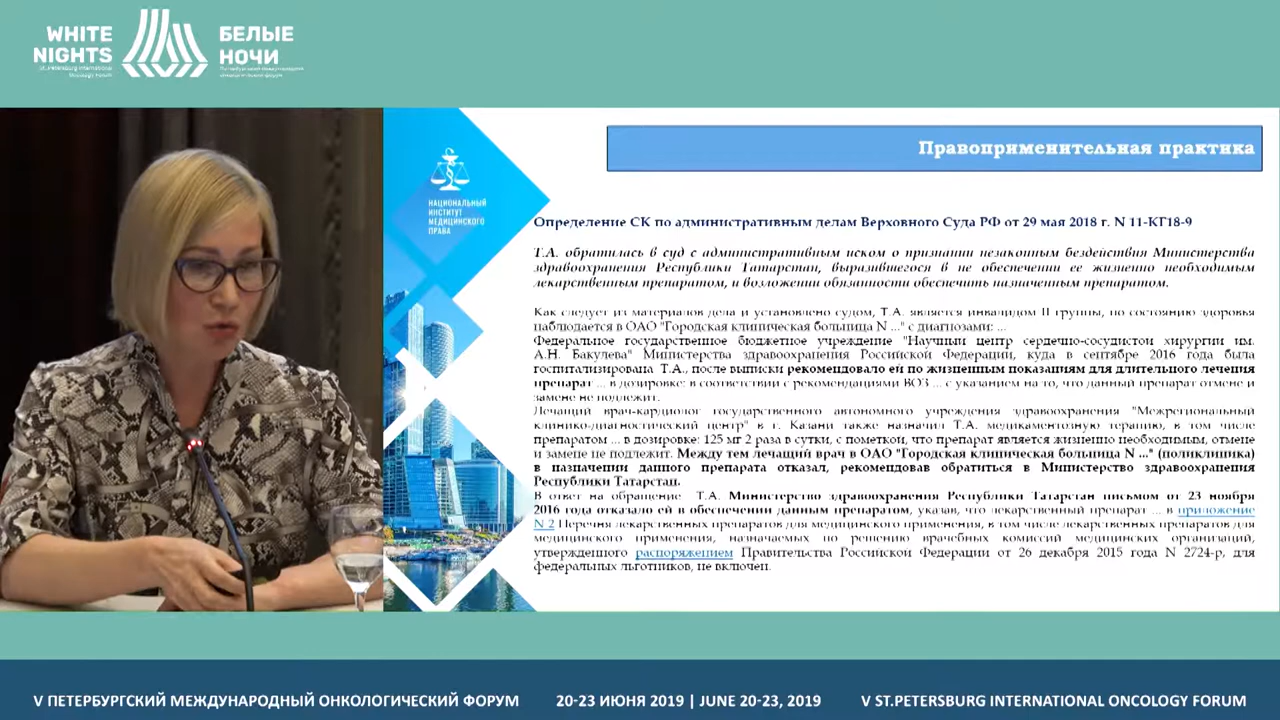 WHITE
NIGHTS
St. Petersburg International
Oncology Forum
БЕЛЫЕ
НОЧИ
Петербургский международный
онкологический форум
НАЦИОНАЛЬНЫЙ
ИНСТИТУТ
МЕДИЦИНСКОГО
ПРАВА
Правоприменительная практика
Определение СК по административным делам Верховного Суда РФ от 29 мая 2018 г. N 11-КГ18-9
Т.А. обратилась в суд с административным иском о признании незаконным бездействия Министерства
здравоохранения Республики Татарстан, выразившегося в не обеспечении ее жизненно необходимым
лекарственным препаратом, и возложении обязанности обеспечить назначенным препаратом.
Как следует из материалов дела и установлено судом, Т.А. является инвалидом II группы, по состоянию здоровья
наблюдается в ОАО "Городская клиническая больница N ..." с диагнозами: ...
Федеральное государственное бюджетное учреждение "Научный центр сердечно-сосудистой хирургии им.
А.Н. Бакулева" Министерства здравоохранения Российской Федерации, куда в сентябре 2016 года была
госпитализирована Т.А., после выписки рекомендовало ей по жизненным показаниям для длительного лечения
препарат ... в дозировке: в соответствии с рекомендациями ВОЗ ... с указанием на то, что данный препарат отмене и
замене не подлежит.
Лечащий врач-кардиолог государственного автономного учреждения здравоохранения "Межрегиональный
клинико-диагностический центр" в г. Казани также назначил Т.А. медикаментозную терапию, в том числе
препаратом ... в дозировке: 125 мг 2 раза в сутки, с пометкой, что препарат является жизненно необходимым, отмене
и замене не подлежит. Между тем лечащий врач в ОАО "Городская клиническая больница N ..." (поликлиника)
в назначении данного препарата отказал, рекомендовав обратиться в Министерство здравоохранения
Республики Татарстан.
В ответ на обращение Т.А. Министерство здравоохранения Республики Татарстан письмом от 23 ноября
2016 года отказало ей в обеспечении данным препаратом, указав, что лекарственный препарат ... в приложение
N 2 Перечня лекарственных препаратов для медицинского применения, в том числе лекарственных препаратов для
медицинского применения, назначаемых по решению врачебных комиссий медицинских организаций,
утвержденного распоряжением Правительства Российской Федерации от 26 декабря 2015 года N 2724-р, для
федеральных льготников, не включен.
V ПЕТЕРБУРГСКИЙ МЕЖДУНАРОДНЫЙ ОНКОЛОГИЧЕСКИЙ ФОРУМ
20-23 ИЮНЯ 2019 | JUNE 20-23, 2019
V ST.PETERSBURG INTERNATIONAL ONCOLOGY FORUM